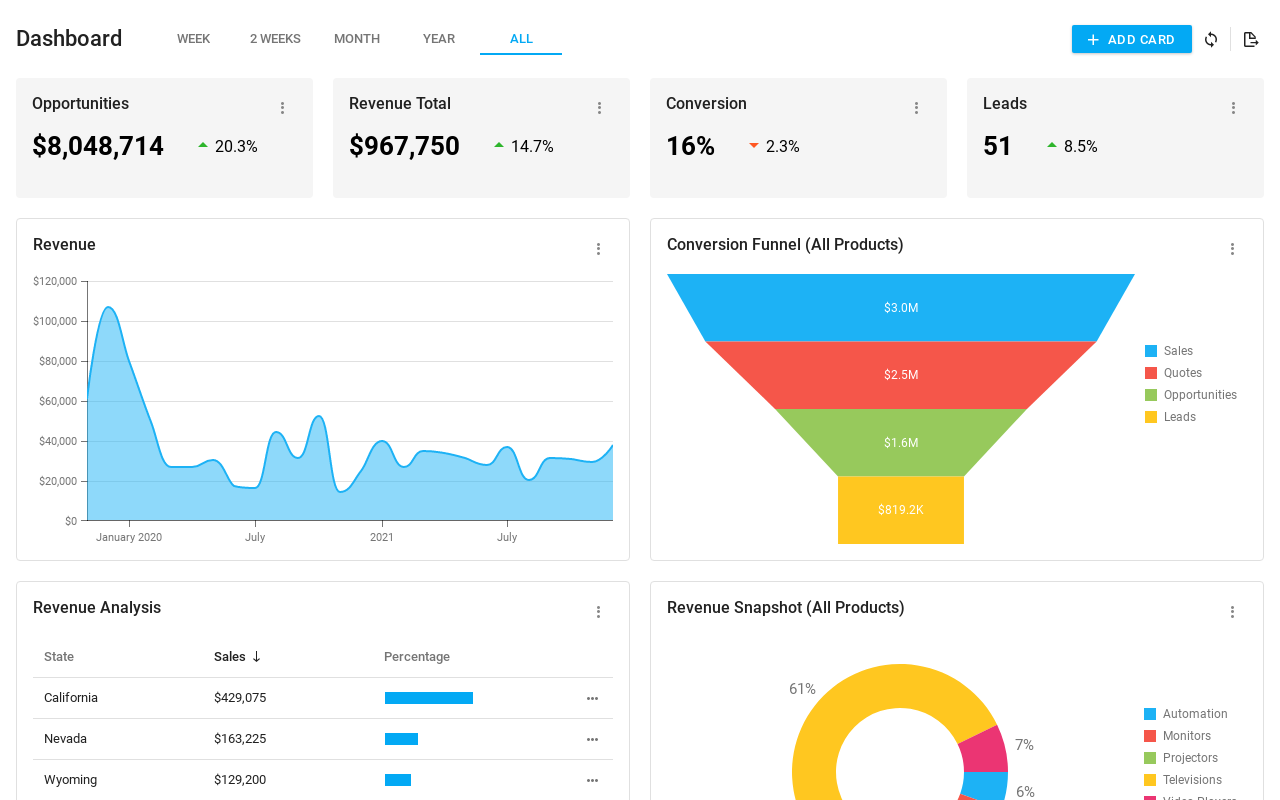 Dashboard
WEEK
2 WEEKS
MONTH
YEAR
ALL
ADD CARD
Opportunities
$8,048,714
20.3%
Revenue Total
$967,750
14.7%
Conversion
16%
2.3%
Leads
51
8.5%
Revenue
$120,000
$100,000
$80,000
$60,000
$40,000
$20,000
$0
January 2020
July
2021
July
Conversion Funnel (All Products)
$3.0M
$2.5M
$1.6M
$819.2K
Sales
Quotes
Opportunities
Leads
Revenue Analysis
State
Sales
Percentage
California
$429,075
Nevada
$163,225
Wyoming
$129,200
Revenue Snapshot (All Products)
61%
7%
6%
Automation
Monitors
Projectors
Televisions
Video Players